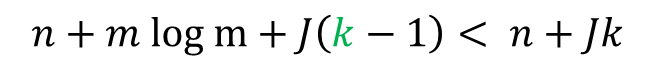 n + m log m + J(k − 1) < n + Jk